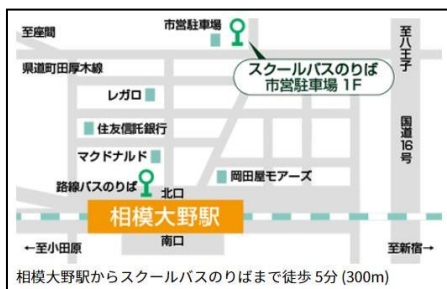 至座間
市営駐車場
至八王子
県道町田厚木線
スクールバスのりば
市営駐車場 1F
レガロ
住友信託銀行
国道16号
マクドナルド
岡田屋モアーズ
路線バスのりば
北口
相模大野駅
南口
←至小田原
至新宿→
相模大野駅からスクールバスのりばまで徒歩 5分 (300m)